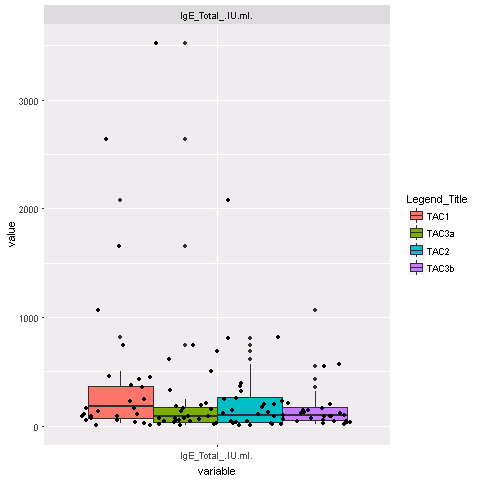 IgE_Total_.IU.ml.
3000
2000
1000
0
value
IgE_Total_.IU.ml.
variable
Legend_Title
TAC1
TAC3a
TAC2
TAC3b